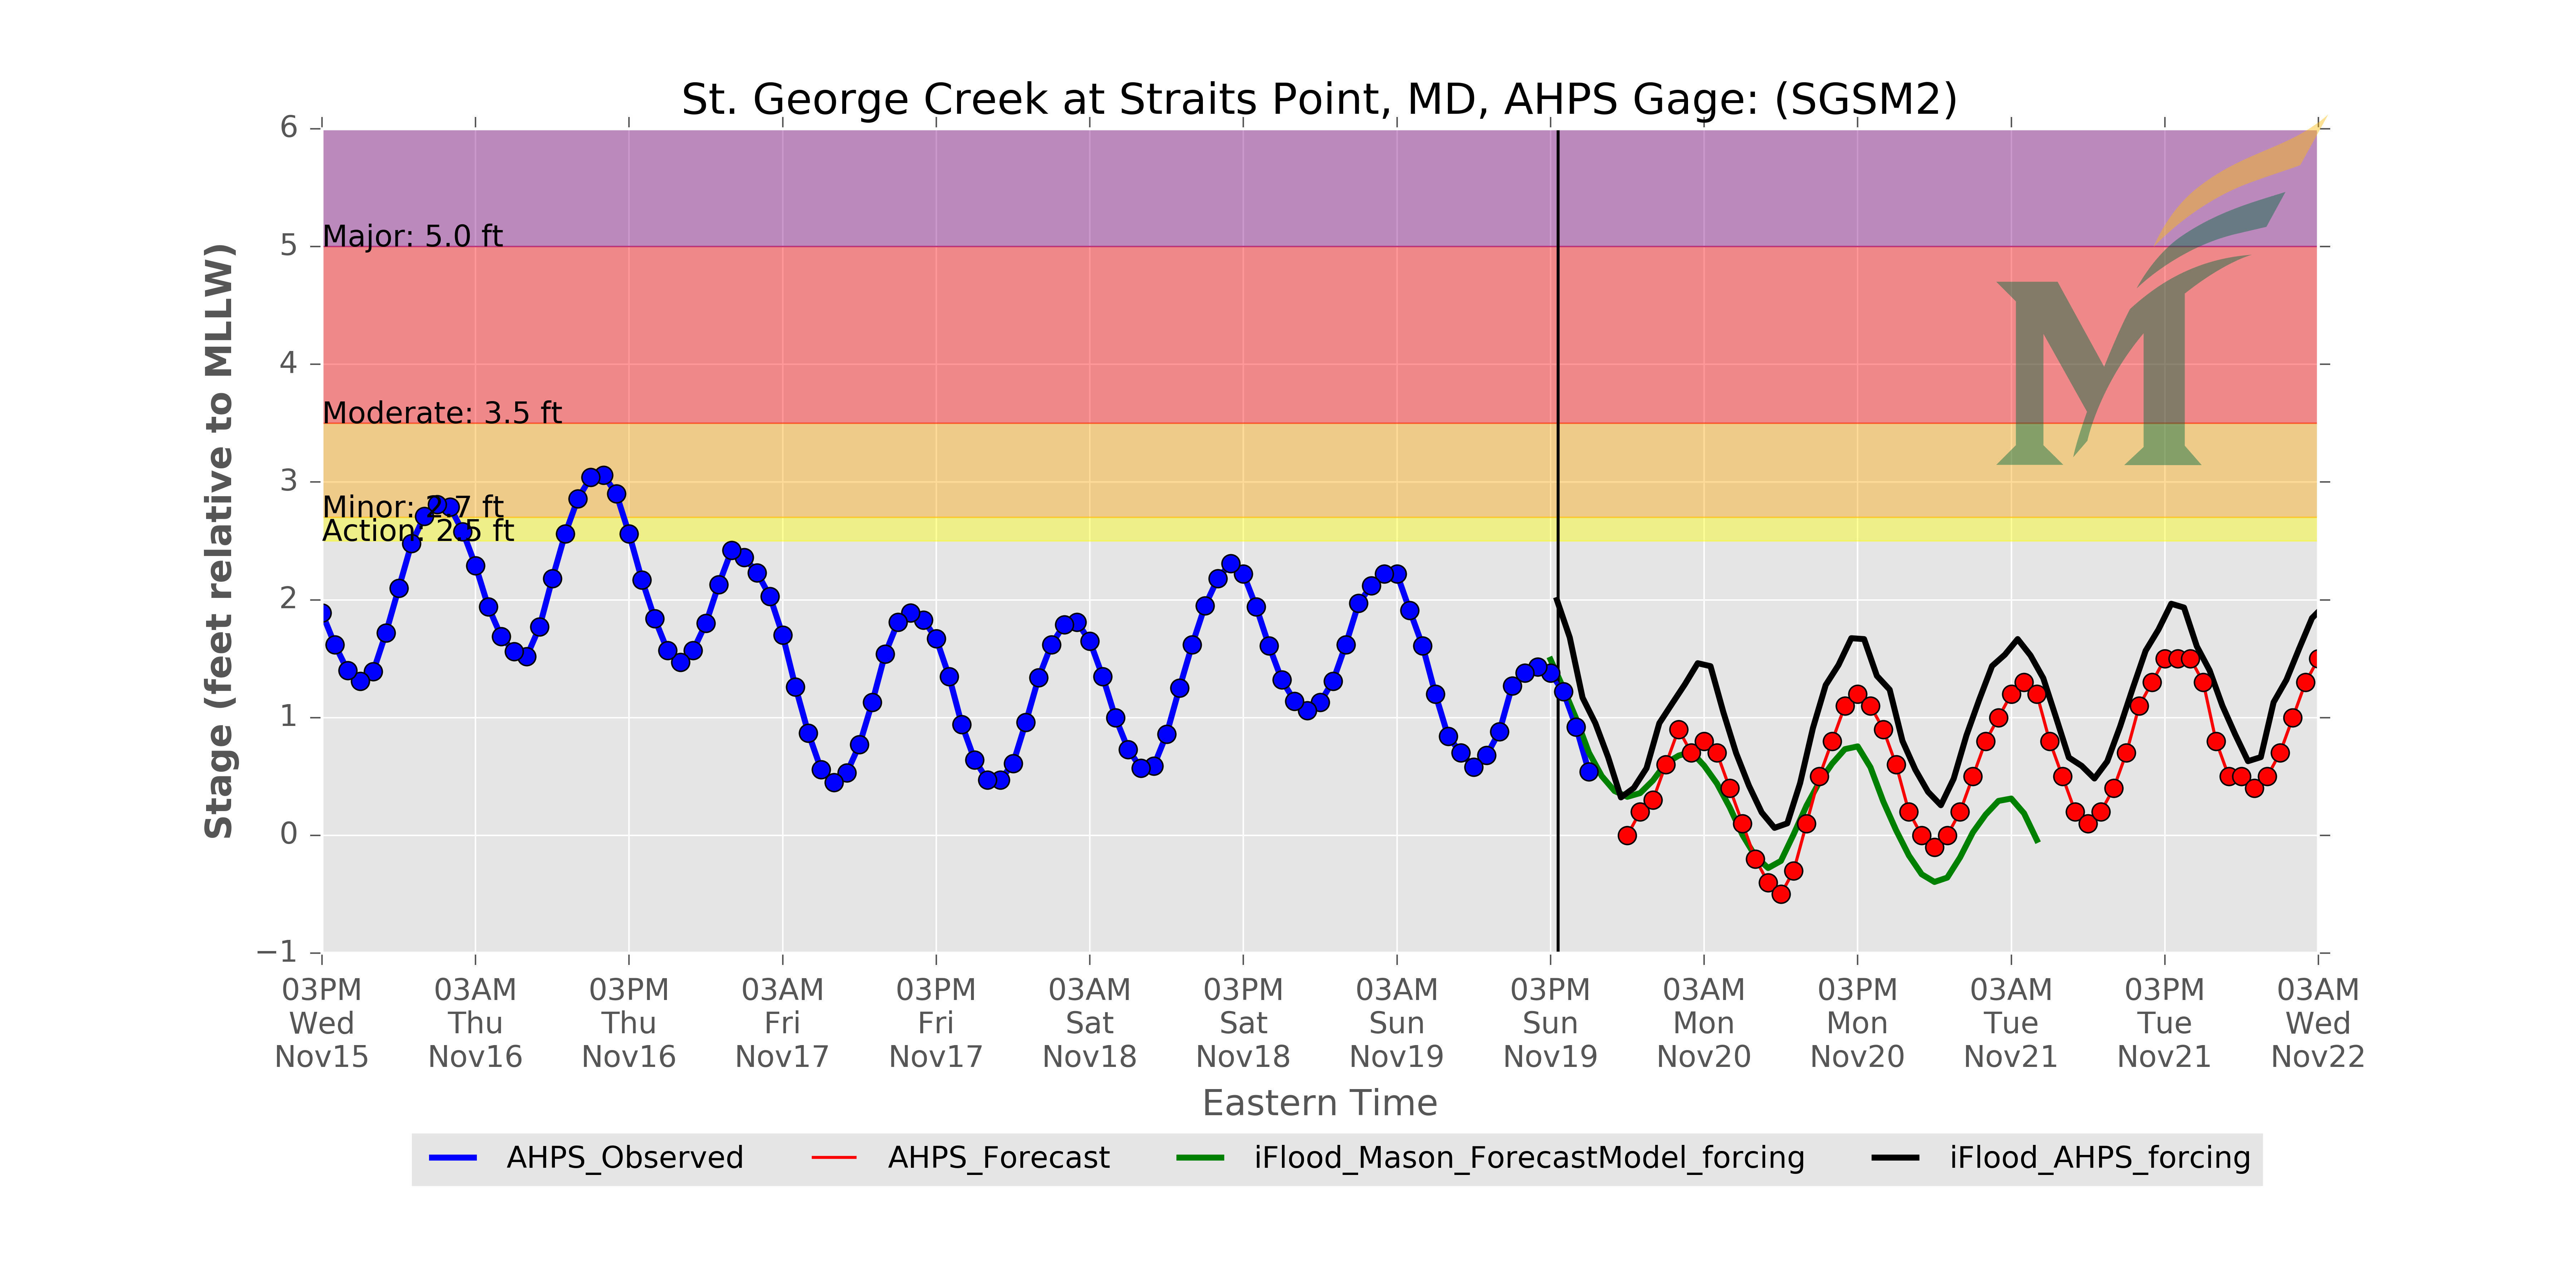 St. George Creek at Straits Point, MD, AHPS Gage: (SGSM2)
6
5
4
3
2
1
0
−1
Stage (feet relative to MLLW)
Major: 5.0 ft
Moderate: 3.5 ft
Minor: 2.7 ft
Action: 2.5 ft
M
03PM 03AM 03PM 03AM 03PM 03AM 03PM 03AM 03PM 03AM 03PM 03AM 03PM 03AM
Wed Thu Thu Fri Fri Sat Sat Sun Sun Mon Mon Tue Tue Wed
Nov15 Nov16 Nov16 Nov17 Nov17 Nov18 Nov18 Nov19 Nov19 Nov20 Nov20 Nov21 Nov21 Nov22
Eastern Time
AHPS_Observed AHPS_Forecast iFlood_Mason_ForecastModel_forcing iFlood_AHPS_forcing